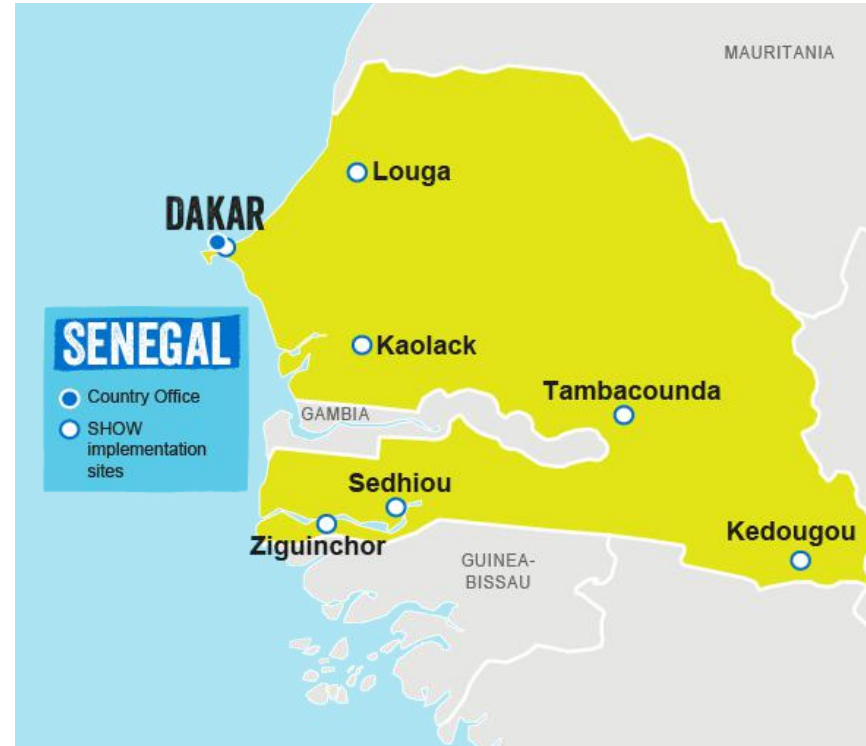 MAURITANIA
Louga
DAKAR
SENEGAL
Country Office
SHOW
implementation
sites
Kaolack
Tambacounda
GAMBIA
Sedhiou
Ziguinchor
Kedougou
GUINEA-
BISSAU